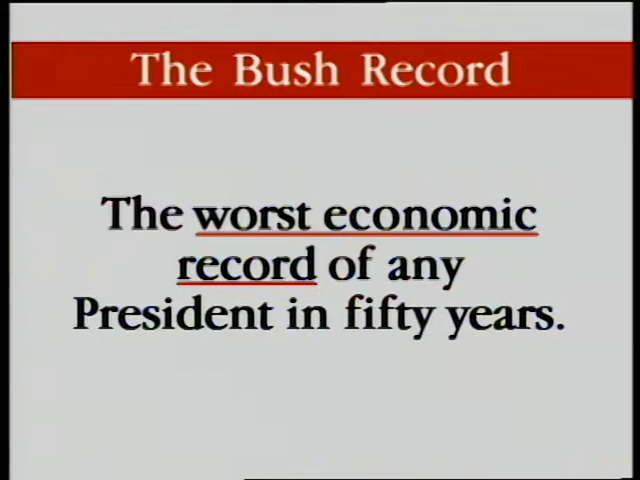 The Bush Record
The worst economic
record of any
President in fifty years.